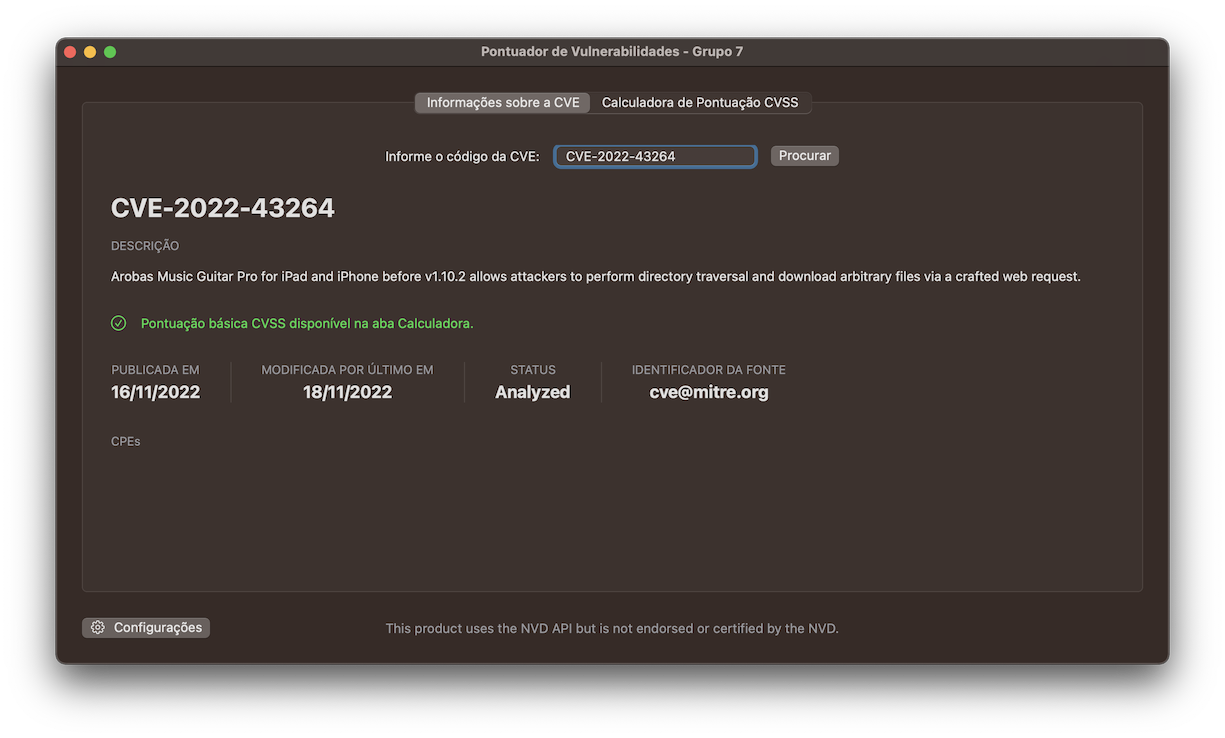 Pontuador de Vulnerabilidades - Grupo 7
Informações sobre a CVE
Calculadora de Pontuação CVSS
Informe o código da CVE:
CVE-2022-43264
Procurar
CVE-2022-43264
DESCRIÇÃO
Arobas Music Guitar Pro for iPad and iPhone before v1.10.2 allows attackers to perform directory traversal and download arbitrary files via a crafted web request.
Pontuação básica CVSS disponível na aba Calculadora.
PUBLICADA EM
16/11/2022
MODIFICADA POR ÚLTIMO EM
18/11/2022
STATUS
Analyzed
IDENTIFICADOR DA FONTE
cve@mitre.org
CPEs
Configurações
This product uses the NVD API but is not endorsed or certified by the NVD.